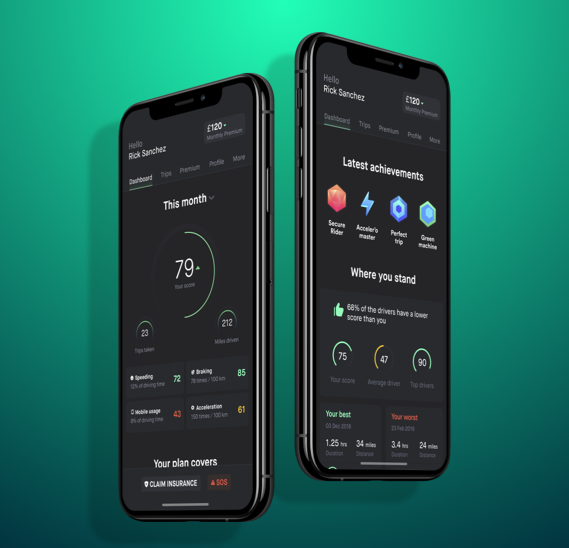 Hello
Rick Sanchez
£120
Monthly Premium
Dashboard
Trips
Premium
Profile
More
This month
79
Your score
23
Trips taken
212
Miles driven
Speeding
12% of driving time
72
Braking
78 times / 100 km
85
Mobile usage
8% of driving time
43
Acceleration
150 times / 100 km
61
Your plan covers
CLAIM INSURANCE
SOS
Hello
Rick Sanchez
£120
Monthly Premium
Dashboard
Trips
Premium
Profile
More
Latest achievements
Secure
Rider
Acceler's
master
Perfect
trip
Green
machine
Where you stand
68% of the drivers have a lower
score than you
75
Your score
47
Average driver
90
Top drivers
Your best
03 Dec 2019
1.25 hrs
Duration
34 miles
Distance
Your worst
23 Feb 2019
3.4 hrs
Duration
24 miles
Distance